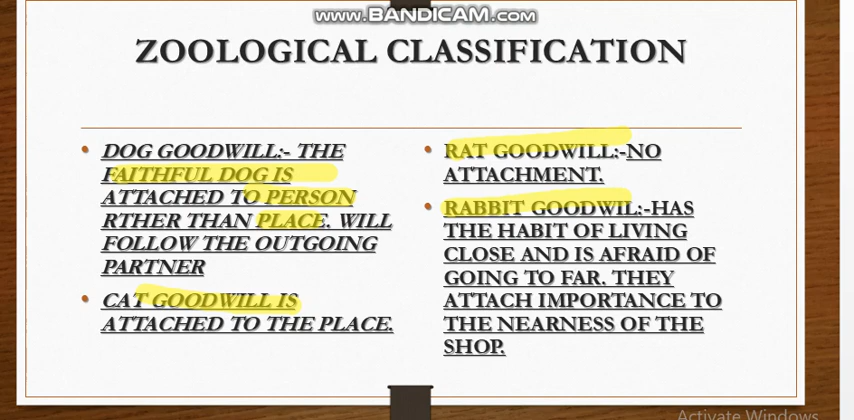 www.BANDICAM.com
ZOOLOGICAL CLASSIFICATION
• DOG GOODWILL:- THE
FAITHFUL DOG IS
ATTACHED TO PERSON
RTHER THAN PLACE. WILL
FOLLOW THE OUTGOING
PARTNER
• CAT GOODWILL IS
ATTACHED TO THE PLACE.
• RAT GOODWILL:-NO
ATTACHMENT.
• RABBIT GOODWIL:-HAS
THE HABIT OF LIVING
CLOSE AND IS AFRAID OF
GOING TO FAR. THEY
ATTACH IMPORTANCE TO
THE NEARNESS OF THE
SHOP.
Activate Windows